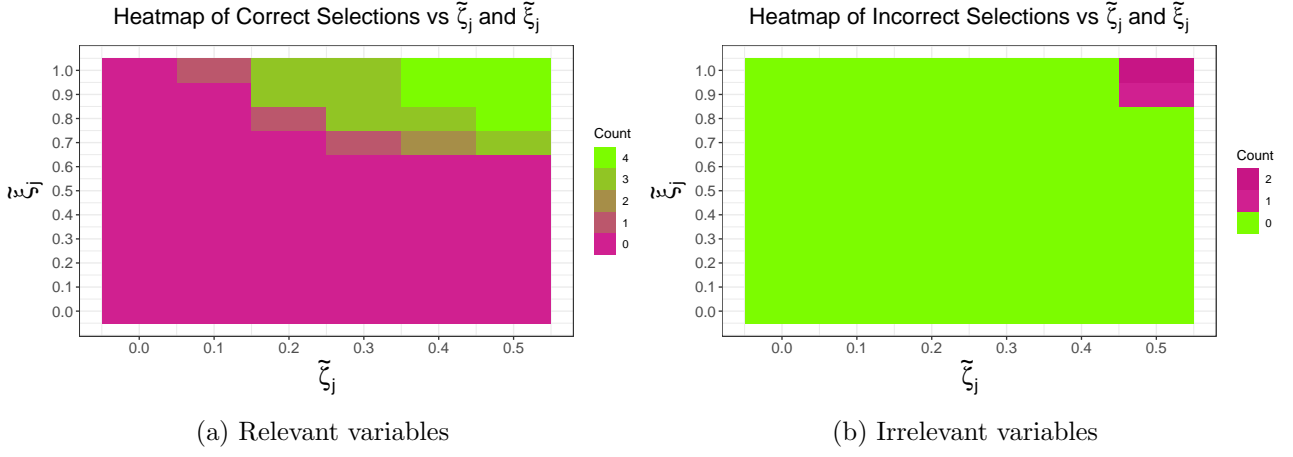 Heatmap of Correct Selections vs ζ̃j and ξ̃j
ξ̃j
1.0
0.9
0.8
0.7
0.6
0.5
0.4
0.3
0.2
0.1
0.0
0.0 0.1 0.2 0.3 0.4 0.5
ζ̃j
Count
4
3
2
1
0
(a) Relevant variables
Heatmap of Incorrect Selections vs ζ̃j and ξ̃j
ξ̃j
1.0
0.9
0.8
0.7
0.6
0.5
0.4
0.3
0.2
0.1
0.0
0.0 0.1 0.2 0.3 0.4 0.5
ζ̃j
Count
2
1
0
(b) Irrelevant variables